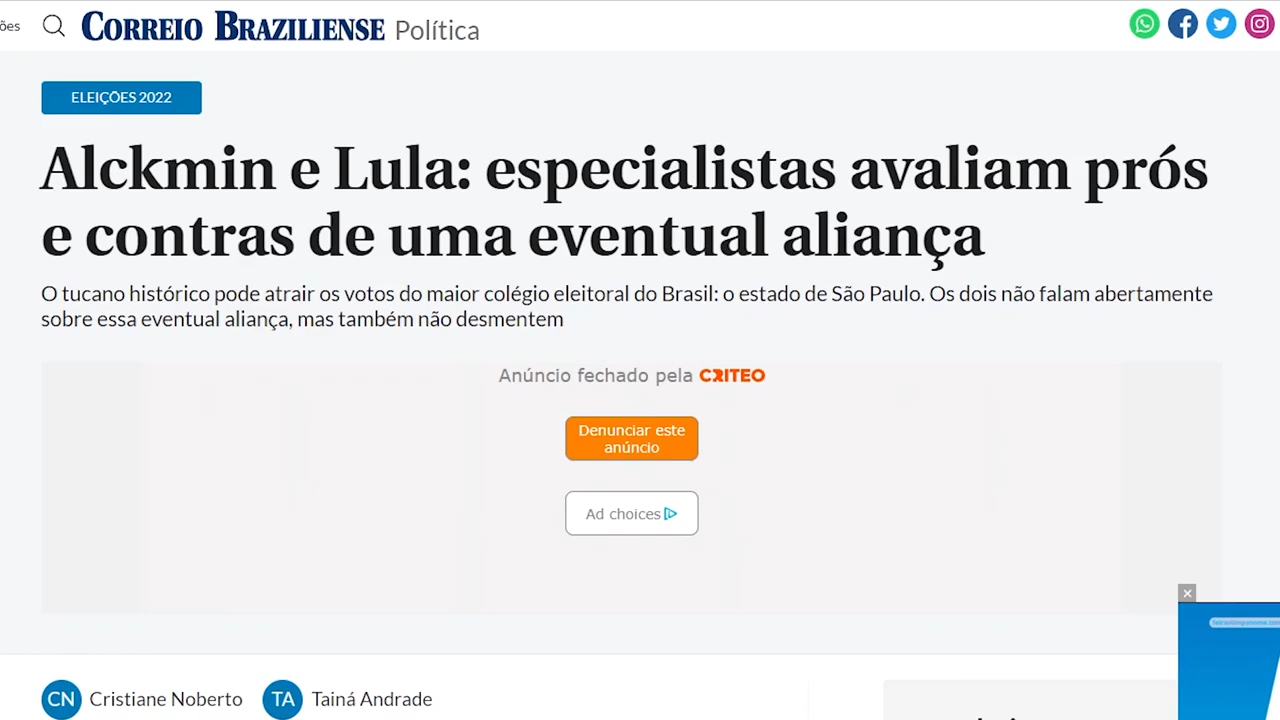 ões
CORREIO BRAZILIENSE Política
ELEIÇÕES 2022
Alckmin e Lula: especialistas avaliam prós
e contras de uma eventual aliança
O tucano histórico pode atrair os votos do maior colégio eleitoral do Brasil: o estado de São Paulo. Os dois não falam abertamente
sobre essa eventual aliança, mas também não desmentem
Anúncio fechado pela CRITEO
Denunciar este
anúncio
Ad choices
CN Cristiane Noberto TA Tainá Andrade